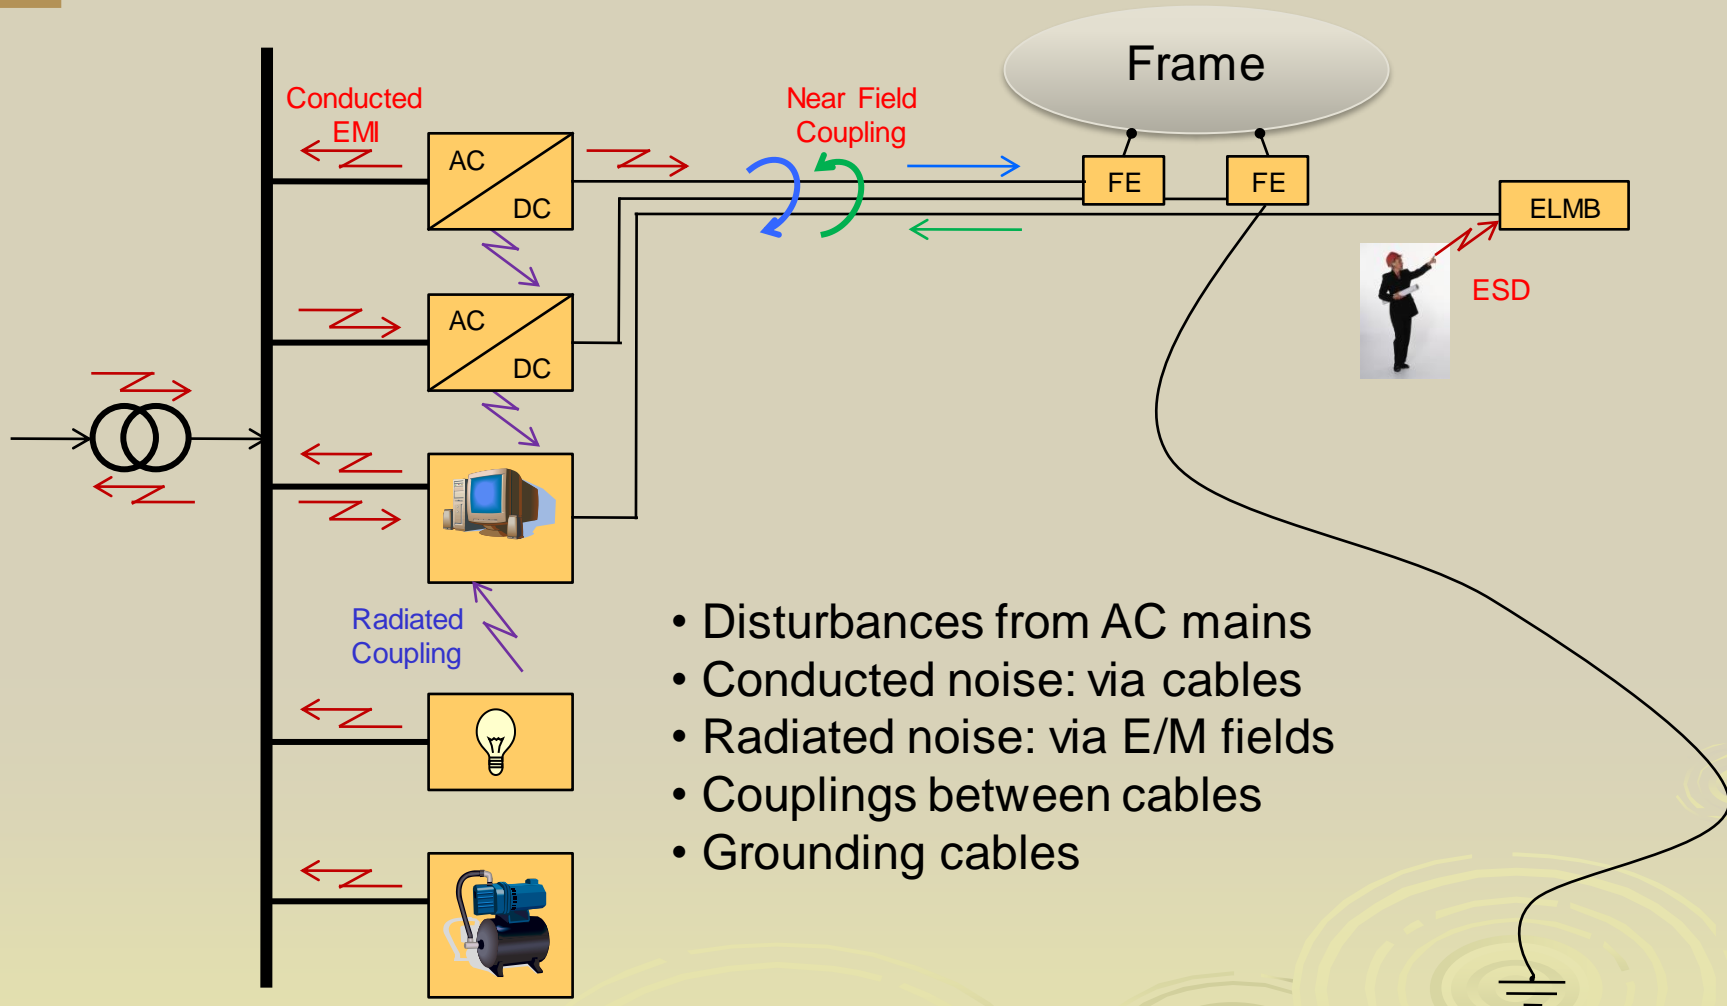 Frame
Conducted
EMI
Near Field
Coupling
AC
DC
FE
FE
ELMB
ESD
AC
DC
Radiated
Coupling
• Disturbances from AC mains
• Conducted noise: via cables
• Radiated noise: via E/M fields
• Couplings between cables
• Grounding cables